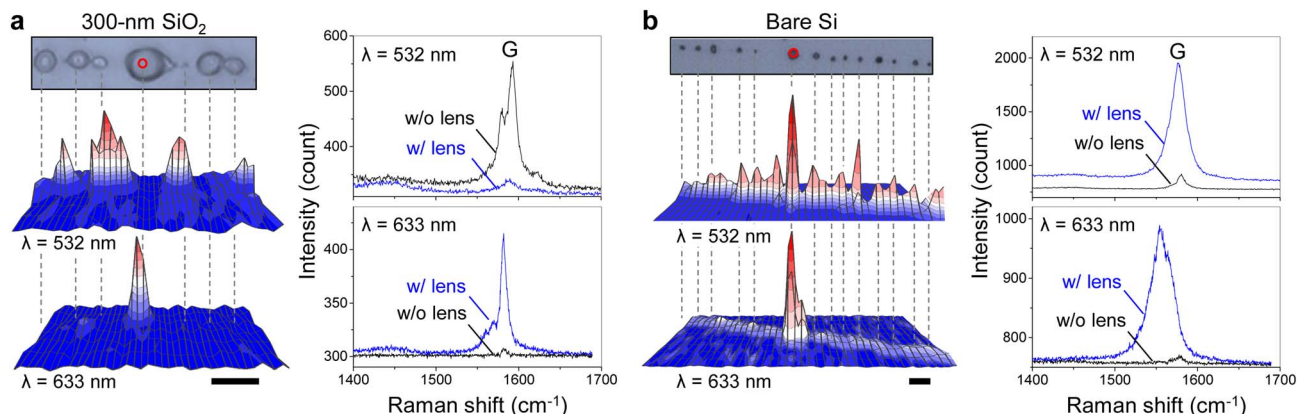 a
300-nm SiO2
λ = 532 nm
λ = 633 nm
Intensity (count)
600
500
400
λ = 532 nm
G
w/o lens
w/ lens
400
350
300
λ = 633 nm
w/ lens
w/o lens
1400
1500
1600
1700
Raman shift (cm-1)
b
Bare Si
λ = 532 nm
λ = 633 nm
Intensity (count)
2000
1500
1000
λ = 532 nm
G
w/ lens
w/o lens
1000
900
800
λ = 633 nm
w/ lens
w/o lens
1400
1500
1600
1700
Raman shift (cm-1)